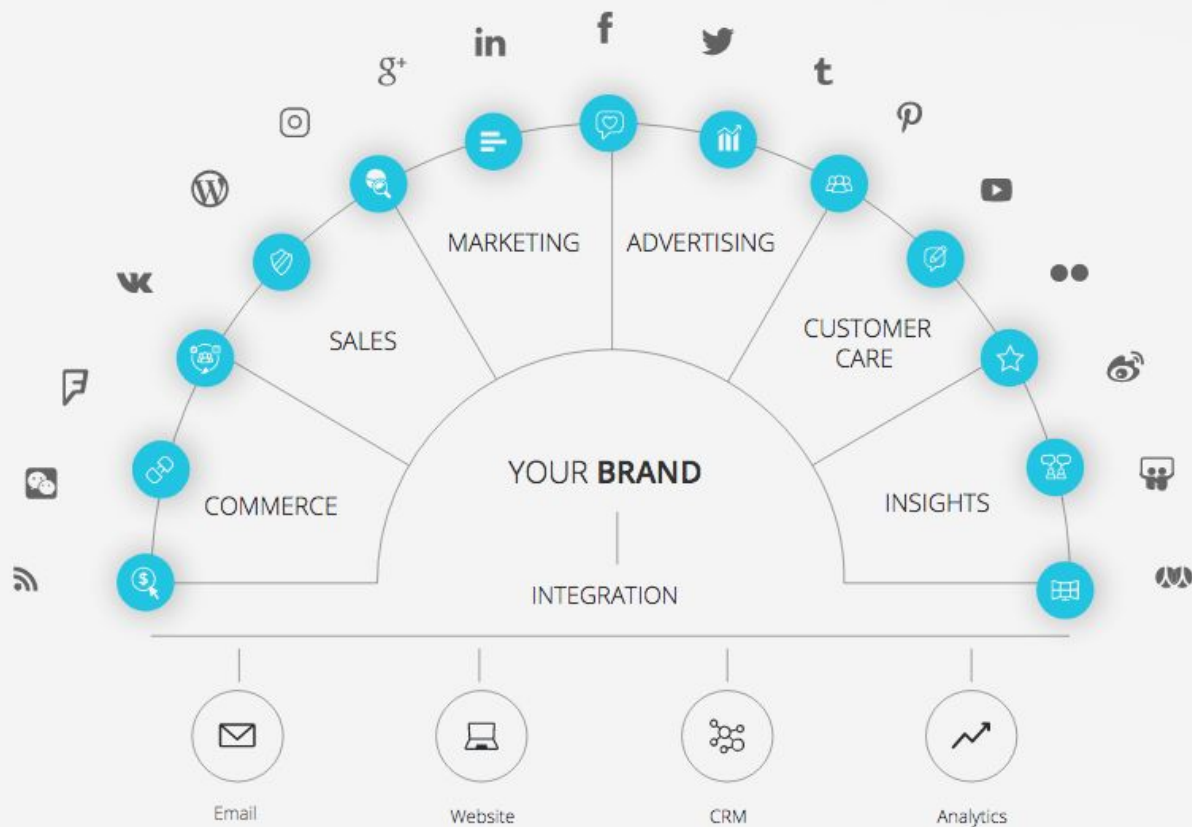 MARKETING
ADVERTISING
SALES
CUSTOMER
CARE
COMMERCE
YOUR BRAND
INSIGHTS
INTEGRATION
Email
Website
CRM
Analytics